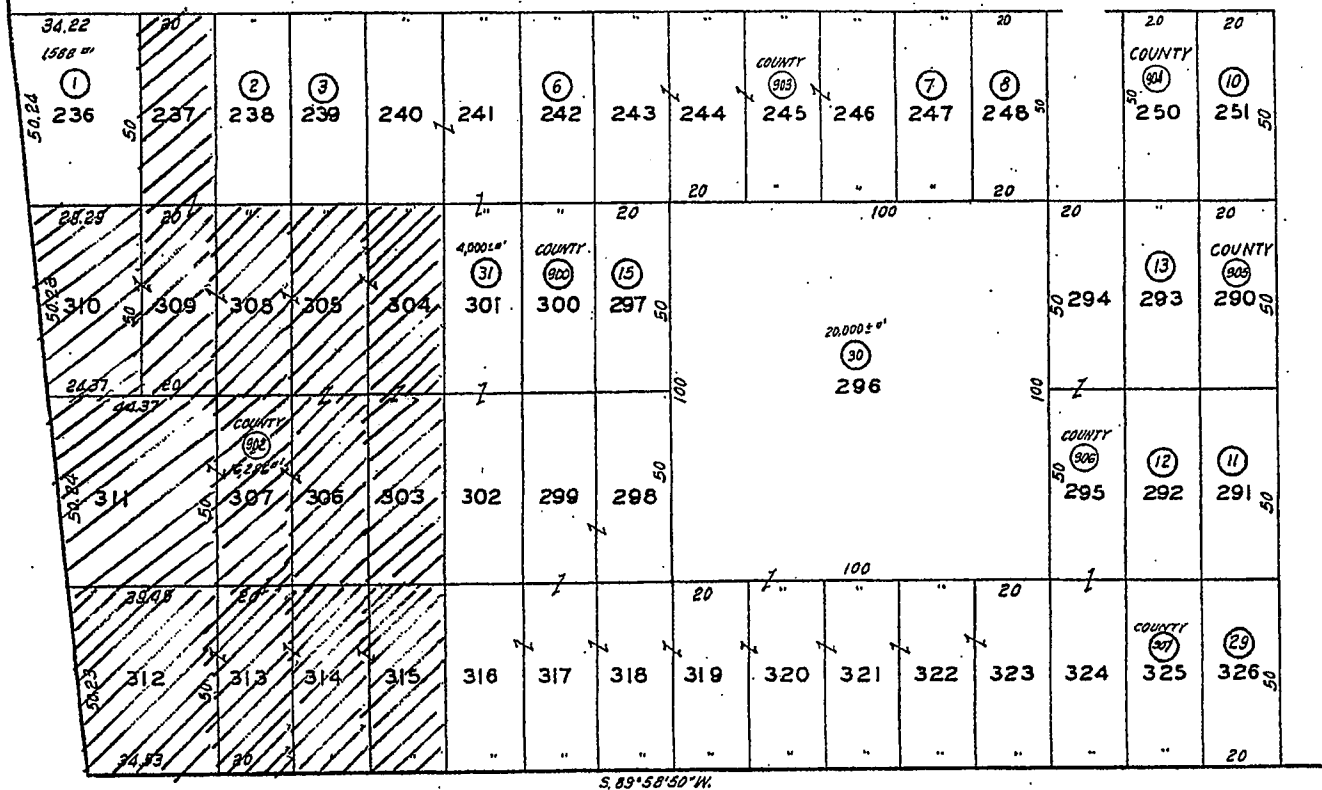 34.22 20 " " " " " " " " " " 20 20 20
1588 □'
1 2 3 6 COUNTY 903 7 8 COUNTY 901 10
50.24 236 50 237 238 239 240 241 242 243 244 245 246 247 248 50 50 250 251 50
20 " " " 20
28.29 20 " " " " " 20 100 20 " 20
4,000± □' COUNTY COUNTY
31 900 15 13 905
310 50 309 308 305 304 301 300 297 50 50 294 293 290 50
20,000± □'
30
296
24.37 20
44.37 100 100
COUNTY COUNTY
902 906 12 11
311 50 307 306 303 302 299 298 50 50 295 292 291 50
100
39.45 20 20 " " " 20
COUNTY
907 29
50.23 312 50 313 314 315 316 317 318 319 320 321 322 323 324 325 326 50
34.53 20 " " " " " " " " " " " " 20
S. 89°58'50" W.